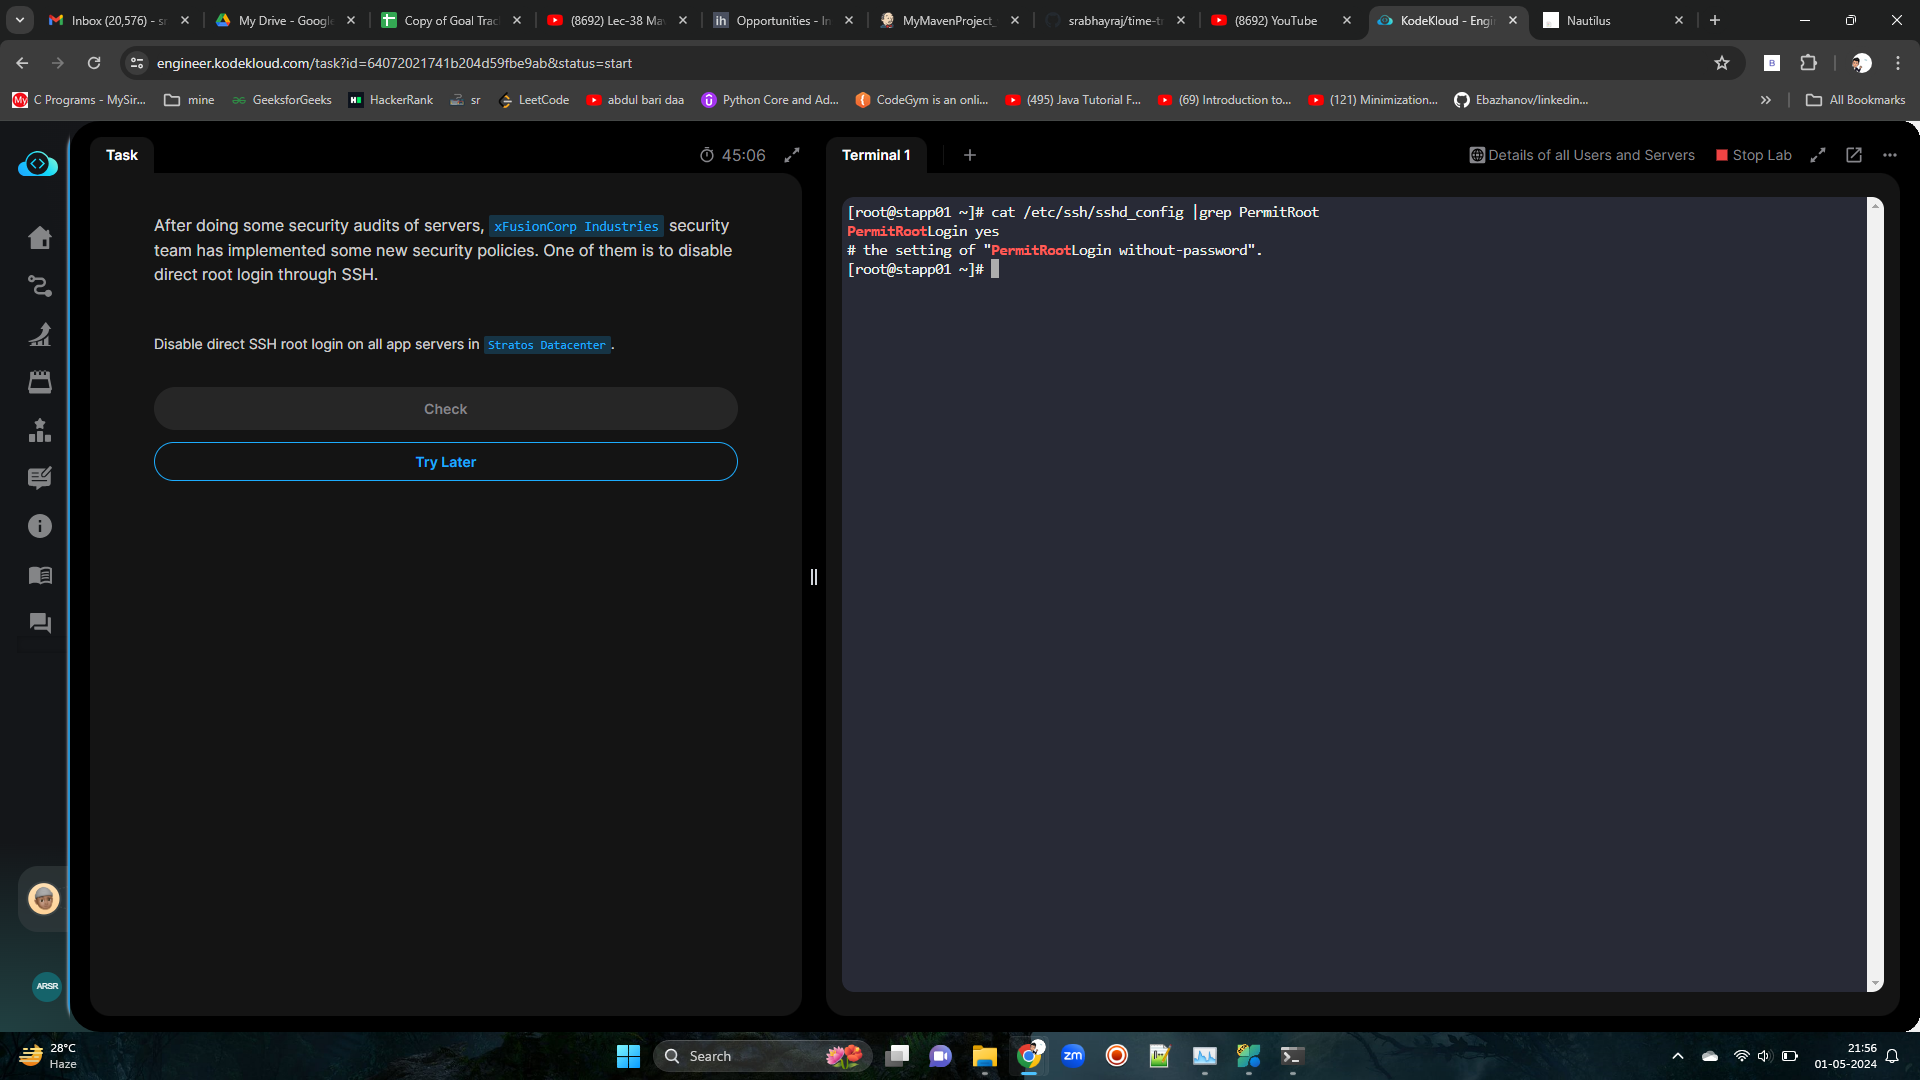 Inbox (20,576) - sr
My Drive - Google
Copy of Goal Trac
(8692) Lec-38 Ma
Opportunities - In
MyMavenProject_
srabhayraj/time-t
(8692) YouTube
KodeKloud - Engi
Nautilus
engineer.kodekloud.com/task?id=64072021741b204d59fbe9ab&status=start
C Programs - MySir...
mine
GeeksforGeeks
HackerRank
sr
LeetCode
abdul bari daa
Python Core and Ad...
CodeGym is an onli...
(495) Java Tutorial F...
(69) Introduction to...
(121) Minimization...
Ebazhanov/linkedin...
All Bookmarks
Task
45:06
After doing some security audits of servers, xFusionCorp Industries security
team has implemented some new security policies. One of them is to disable
direct root login through SSH.
Disable direct SSH root login on all app servers in Stratos Datacenter.
Check
Try Later
ARSR
Terminal 1
Details of all Users and Servers
Stop Lab
[root@stapp01 ~]# cat /etc/ssh/sshd_config |grep PermitRoot
PermitRootLogin yes
# the setting of "PermitRootLogin without-password".
[root@stapp01 ~]#
28°C
Haze
Search
zm
21:56
01-05-2024